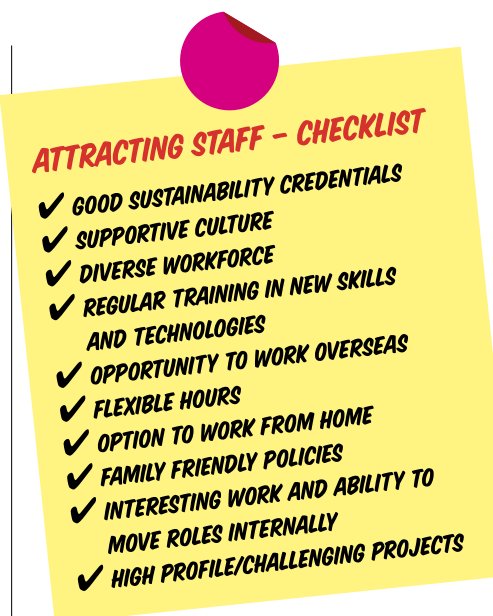 ATTRACTING STAFF – CHECKLIST
✔ GOOD SUSTAINABILITY CREDENTIALS
✔ SUPPORTIVE CULTURE
✔ DIVERSE WORKFORCE
✔ REGULAR TRAINING IN NEW SKILLS
AND TECHNOLOGIES
✔ OPPORTUNITY TO WORK OVERSEAS
✔ FLEXIBLE HOURS
✔ OPTION TO WORK FROM HOME
✔ FAMILY FRIENDLY POLICIES
✔ INTERESTING WORK AND ABILITY TO
MOVE ROLES INTERNALLY
✔ HIGH PROFILE/CHALLENGING PROJECTS